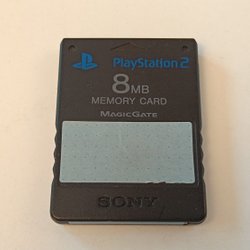 PlayStation 2
8MB
MEMORY CARD
MAGICGATE
SONY